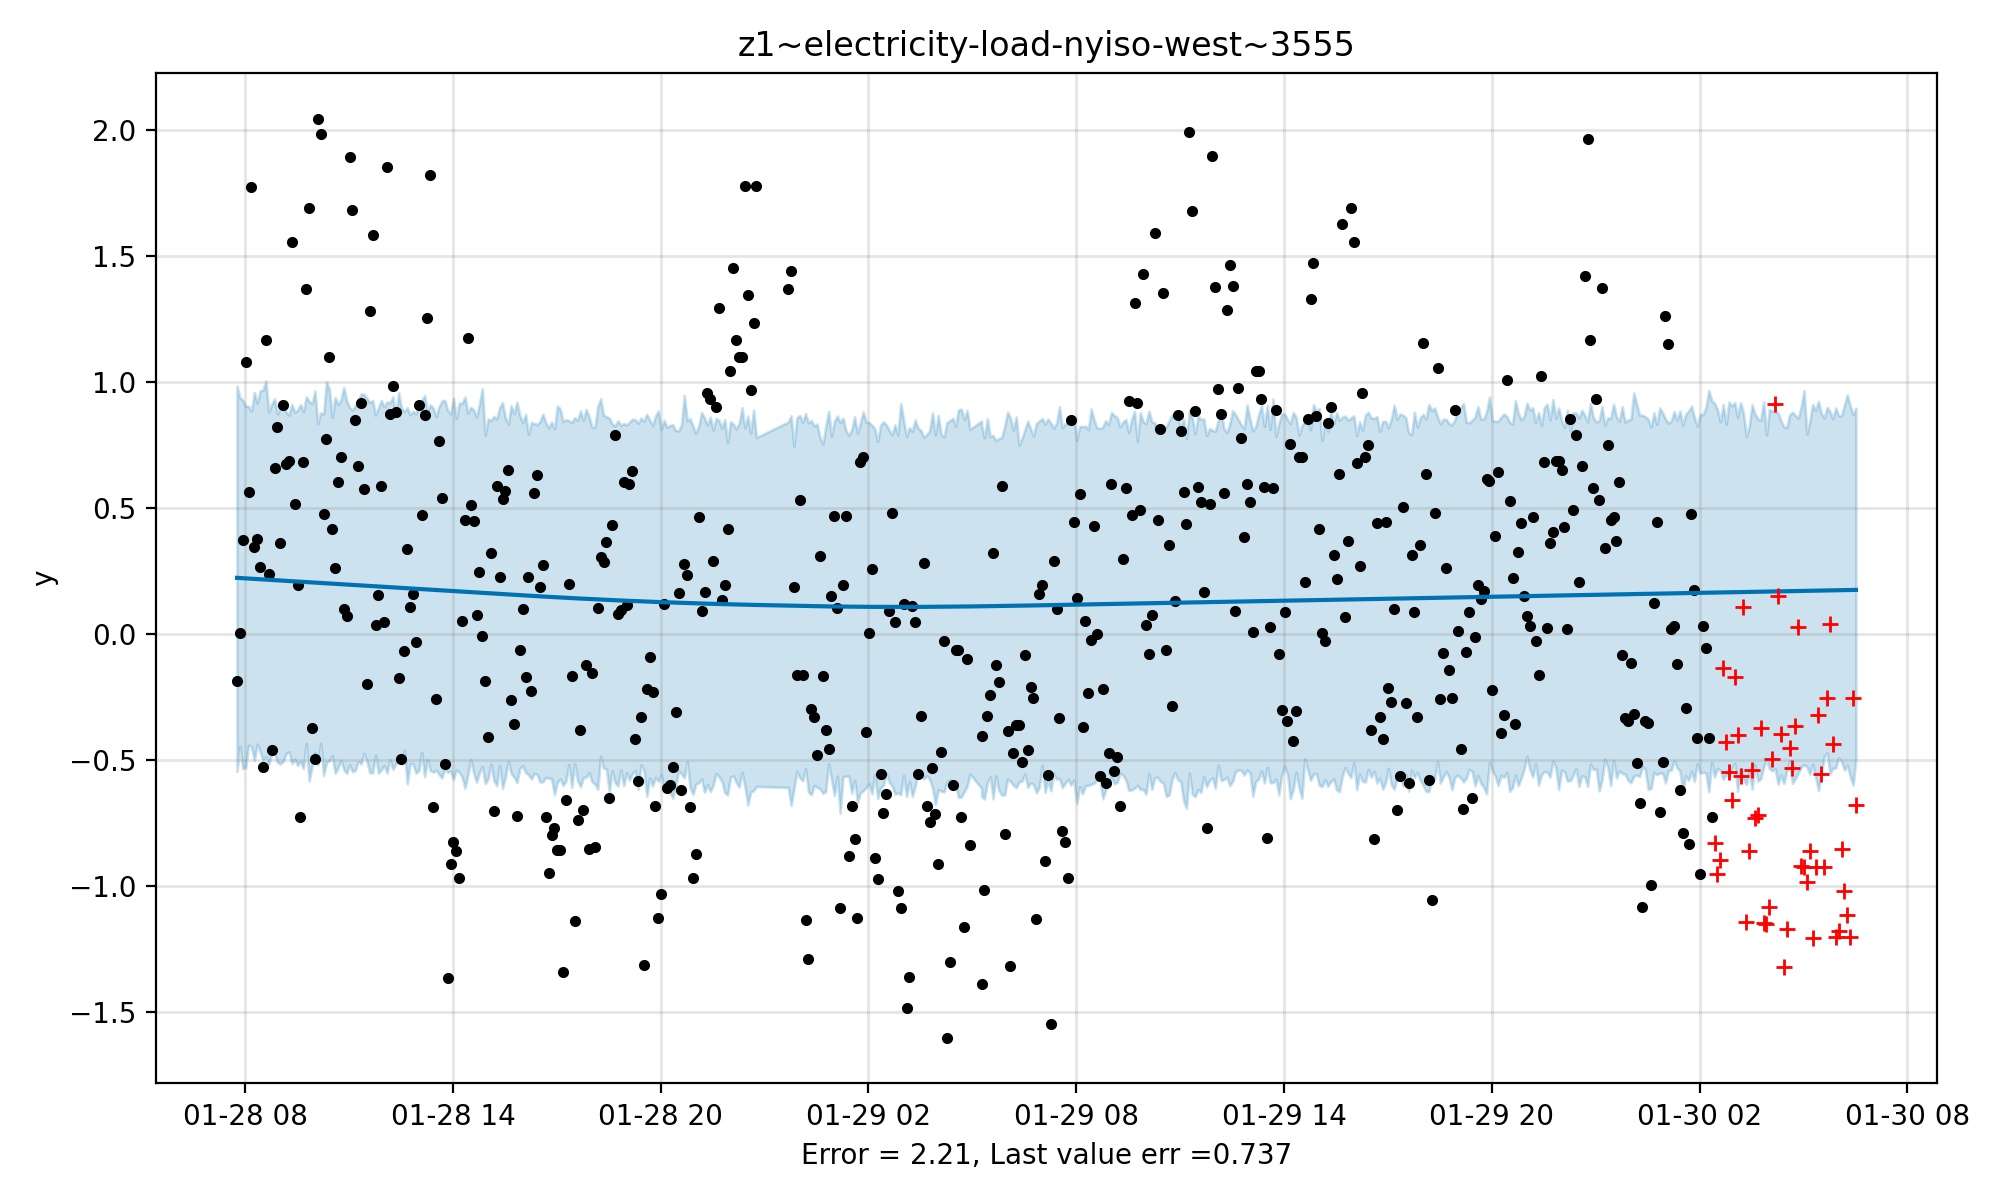 z1~electricity-load-nyiso-west~3555
y
2.0
1.5
1.0
0.5
0.0
−0.5
−1.0
−1.5
01-28 08 01-28 14 01-28 20 01-29 02 01-29 08 01-29 14 01-29 20 01-30 02 01-30 08
Error = 2.21, Last value err =0.737